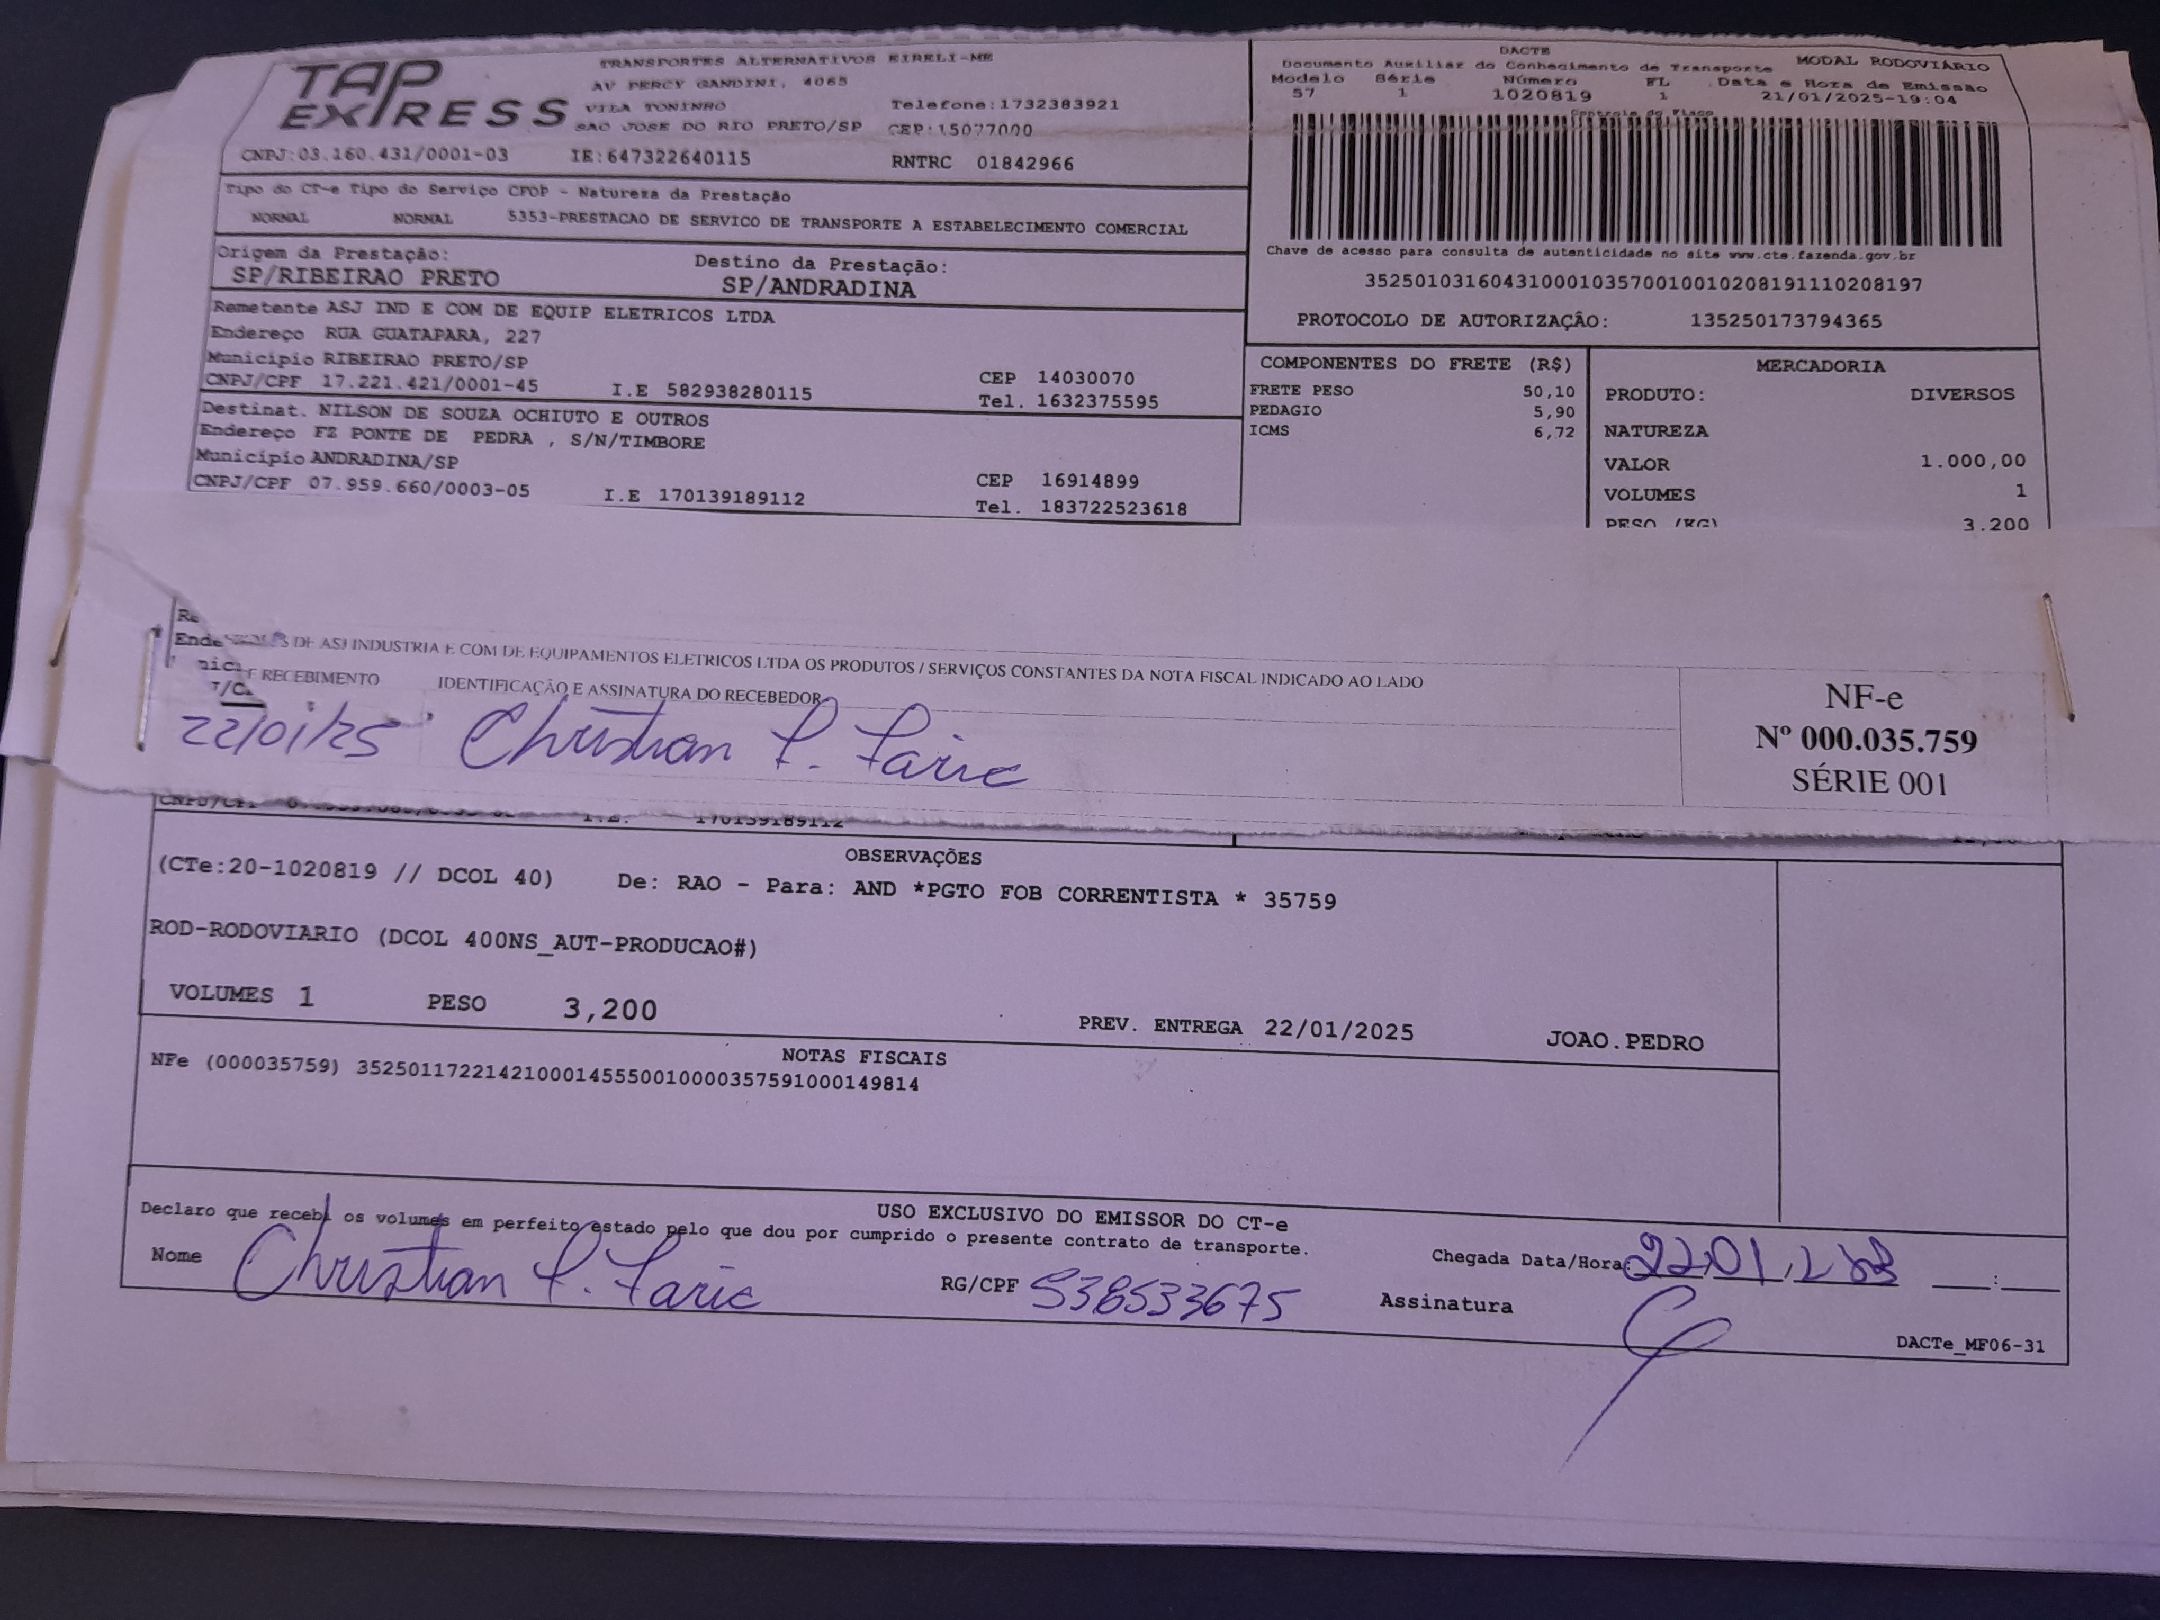 TAP EXPRESS
TRANSPORTES ALTERNATIVOS EIRELI-ME
AV PERCY GANDINI, 4065
VILA TONINHO
SAO JOSE DO RIO PRETO/SP
Telefone:1732383921
CEP:15077000
CNPJ:03.160.431/0001-03 IE:647322640115 RNTRC 01842966
Tipo do CT-e Tipo do Serviço CFOP - Natureza da Prestação
NORMAL NORMAL 5353-PRESTACAO DE SERVICO DE TRANSPORTE A ESTABELECIMENTO COMERCIAL
Origem da Prestação: Destino da Prestação:
SP/RIBEIRAO PRETO SP/ANDRADINA
Remetente ASJ IND E COM DE EQUIP ELETRICOS LTDA
Endereço RUA GUATAPARA, 227
Municipio RIBEIRAO PRETO/SP
CEP 14030070
CNPJ/CPF 17.221.421/0001-45 I.E 582938280115
Tel. 1632375595
Destinat. NILSON DE SOUZA OCHIUTO E OUTROS
Endereço FZ PONTE DE PEDRA , S/N/TIMBORE
Municipio ANDRADINA/SP
CEP 16914899
CNPJ/CPF 07.959.660/0003-05 I.E 170139189112
Tel. 183722523618
DACTE
Documento Auxiliar do Conhecimento de Transporte MODAL RODOVIÁRIO
Modelo Série Número FL Data e Hora de Emissão
57 1 1020819 1 21/01/2025-19:04
Controle do Fisco
Chave de acesso para consulta de autenticidade no site www.cte.fazenda.gov.br
35250103160431000103570010010208191110208197
PROTOCOLO DE AUTORIZAÇÃO: 135250173794365
COMPONENTES DO FRETE (R$)
FRETE PESO 50,10
PEDAGIO 5,90
ICMS 6,72
MERCADORIA
PRODUTO: DIVERSOS
NATUREZA
VALOR 1.000,00
VOLUMES 1
PESO (KG) 3.200
DE ASJ INDUSTRIA E COM DE EQUIPAMENTOS ELETRICOS LTDA OS PRODUTOS / SERVIÇOS CONSTANTES DA NOTA FISCAL INDICADO AO LADO
RECEBIMENTO IDENTIFICAÇÃO E ASSINATURA DO RECEBEDOR
22/01/25 Christian P. Faric
NF-e
Nº 000.035.759
SÉRIE 001
170139189112
OBSERVAÇÕES
(CTe:20-1020819 // DCOL 40) De: RAO - Para: AND *PGTO FOB CORRENTISTA * 35759
ROD-RODOVIARIO (DCOL 400NS_AUT-PRODUCAO#)
VOLUMES 1 PESO 3,200 PREV. ENTREGA 22/01/2025 JOAO.PEDRO
NOTAS FISCAIS
NFe (000035759) 35250117221421000145550010000357591000149814
USO EXCLUSIVO DO EMISSOR DO CT-e
Declaro que recebi os volumes em perfeito estado pelo que dou por cumprido o presente contrato de transporte.
Nome Christian P. Faric RG/CPF 538533675
Chegada Data/Hora: 22 01
Assinatura
DACTe_MF06-31